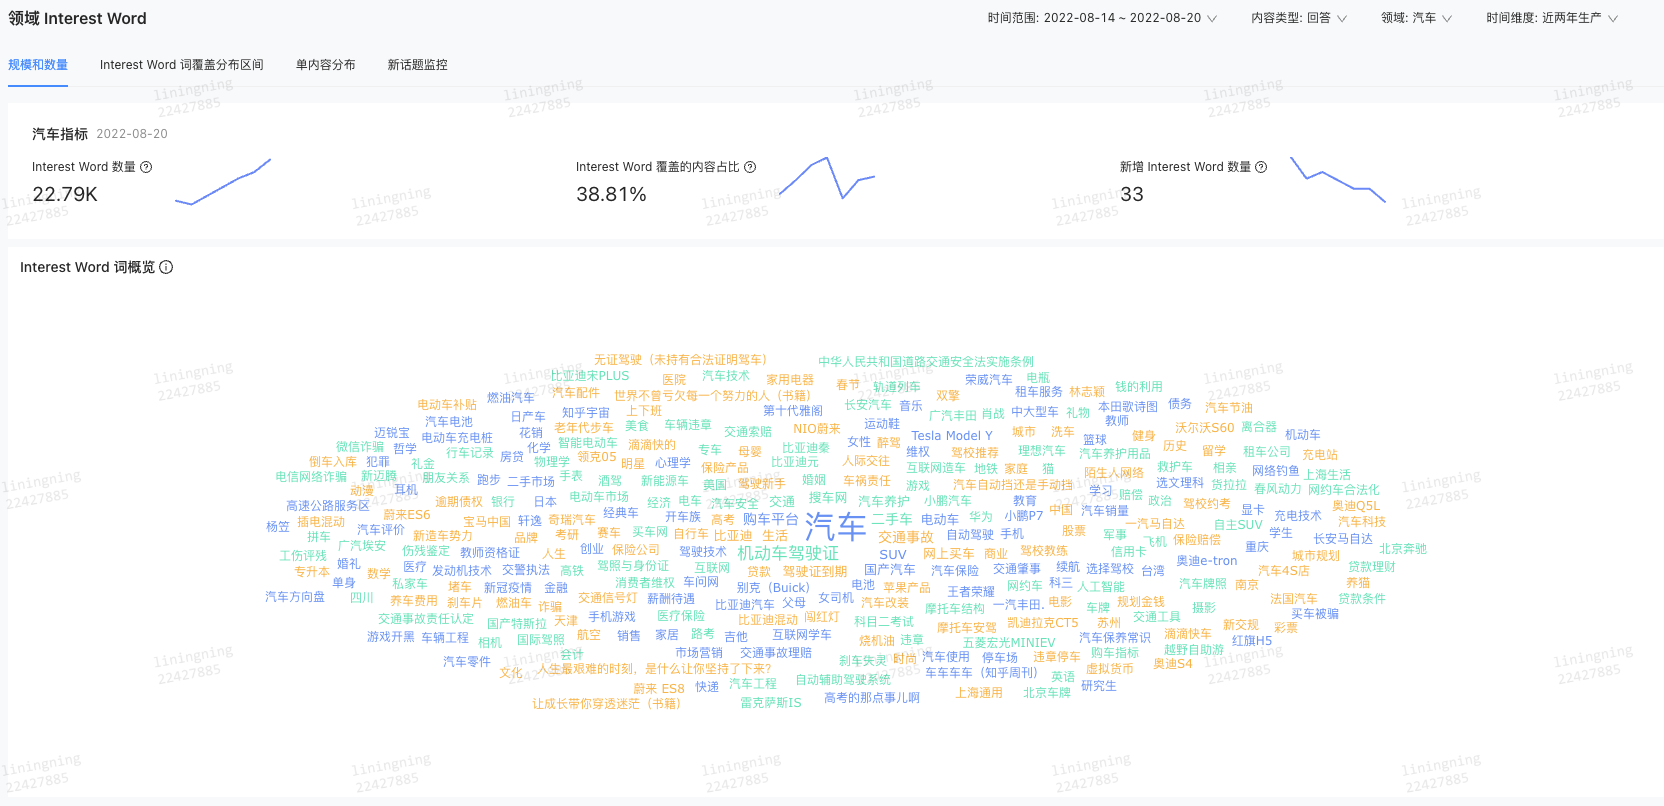 领域 Interest Word
时间范围: 2022-08-14 ~ 2022-08-20 内容类型: 回答 领域: 汽车 时间维度: 近两年生产
规模和数量 Interest Word 词覆盖分布区间 单内容分布 新话题监控
汽车指标 2022-08-20
Interest Word 数量 Interest Word 覆盖的内容占比 新增 Interest Word 数量
22.79K 38.81% 33
Interest Word 词概览
无证驾驶（未持有合法证明驾车） 中华人民共和国道路交通安全法实施条例
比亚迪宋PLUS 医院 汽车技术 家用电器 春节 轨道列车 荣威汽车 电瓶
燃油汽车 汽车配件 世界不曾亏欠每一个努力的人（书籍） 双擎 租车服务 林志颖 钱的利用
电动车补贴 日产车 知乎宇宙 上下班 第十代雅阁 长安汽车 音乐 广汽丰田 肖战 中大型车 礼物 本田歌诗图 债务 汽车节油
汽车电池 花销 老年代步车 美食 车辆违章 交通索赔 NIO蔚来 运动鞋 Tesla Model Y 城市 洗车 教师 沃尔沃S60 离合器
迈锐宝 电动车充电桩 化学 智能电动车 滴滴快的 专车 母婴 比亚迪秦 女性 醉驾 篮球 健身 历史 留学 租车公司 机动车
微信诈骗 哲学 行车记录 房贷 物理学 领克05 明星 心理学 保险产品 比亚迪元 人际交往 维权 驾校推荐 理想汽车 汽车养护用品 充电站
倒车入库 犯罪 礼金 互联网造车 地铁 家庭 猫 陌生人网络 救护车 相亲 网络钓鱼 上海生活
电信网络诈骗 新迈腾 朋友关系 跑步 二手市场 手表 酒驾 新能源车 美国 驾驶新手 婚姻 车祸责任 游戏 汽车自动挡还是手动挡 学习 选文理科 货拉拉 春风动力 网约车合法化
动漫 耳机 逾期债权 银行 日本 电动车市场 经济 电车 汽车安全 交通 搜车网 汽车养护 小鹏汽车 教育 中国 赔偿 政治 驾校约考 显卡 奥迪Q5L
高速公路服务区 蔚来ES6 宝马中国 轩逸 奇瑞汽车 经典车 开车族 高考 购车平台 汽车 二手车 电动车 华为 小鹏P7 汽车销量 一汽马自达 自主SUV 充电技术 汽车科技
杨笠 插电混动 汽车评价 新造车势力 品牌 考研 赛车 买车网 自行车 比亚迪 生活 交通事故 自动驾驶 手机 股票 军事 飞机 保险赔偿 学生 长安马自达
拼车 广汽埃安 伤残鉴定 教师资格证 人生 创业 保险公司 驾驶技术 机动车驾驶证 SUV 网上买车 商业 驾校教练 信用卡 重庆 北京奔驰
工伤评残 婚礼 医疗 发动机技术 交警执法 高铁 驾照与身份证 互联网 贷款 驾驶证到期 国产汽车 汽车保险 交通肇事 续航 选择驾校 台湾 奥迪e-tron 城市规划 贷款理财
专升本 数学 汽车4S店
单身 私家车 堵车 新冠疫情 金融 消费者维权 车问网 别克（Buick） 电池 苹果产品 网约车 科三 人工智能 汽车牌照 南京 养猫
汽车方向盘 四川 养车费用 刹车片 燃油车 诈骗 交通信号灯 薪酬待遇 比亚迪汽车 父母 女司机 汽车改装 王者荣耀 一汽丰田. 电影 车牌 规划金钱 摄影 法国汽车 贷款条件
交通事故责任认定 国产特斯拉 天津 手机游戏 医疗保险 比亚迪混动 闯红灯 科目二考试 摩托车结构 凯迪拉克CT5 苏州 交通工具 新交规 彩票 买车被骗
游戏开黑 车辆工程 相机 国际驾照 航空 销售 家居 路考 吉他 互联网学车 烧机油 违章 摩托车安驾 五菱宏光MINIEV 汽车保养常识 滴滴快车 红旗H5
汽车零件 会计 市场营销 交通事故理赔 刹车失灵 时尚 汽车使用 停车场 违章停车 购车指标 越野自助游
文化 人生最艰难的时刻，是什么让你坚持了下来？ 车车车车（知乎周刊） 英语 虚拟货币 奥迪S4
蔚来 ES8 快递 汽车工程 自动辅助驾驶系统 研究生
让成长带你穿透迷茫（书籍） 雷克萨斯IS 高考的那点事儿啊 上海通用 北京车牌
liningning
22427885